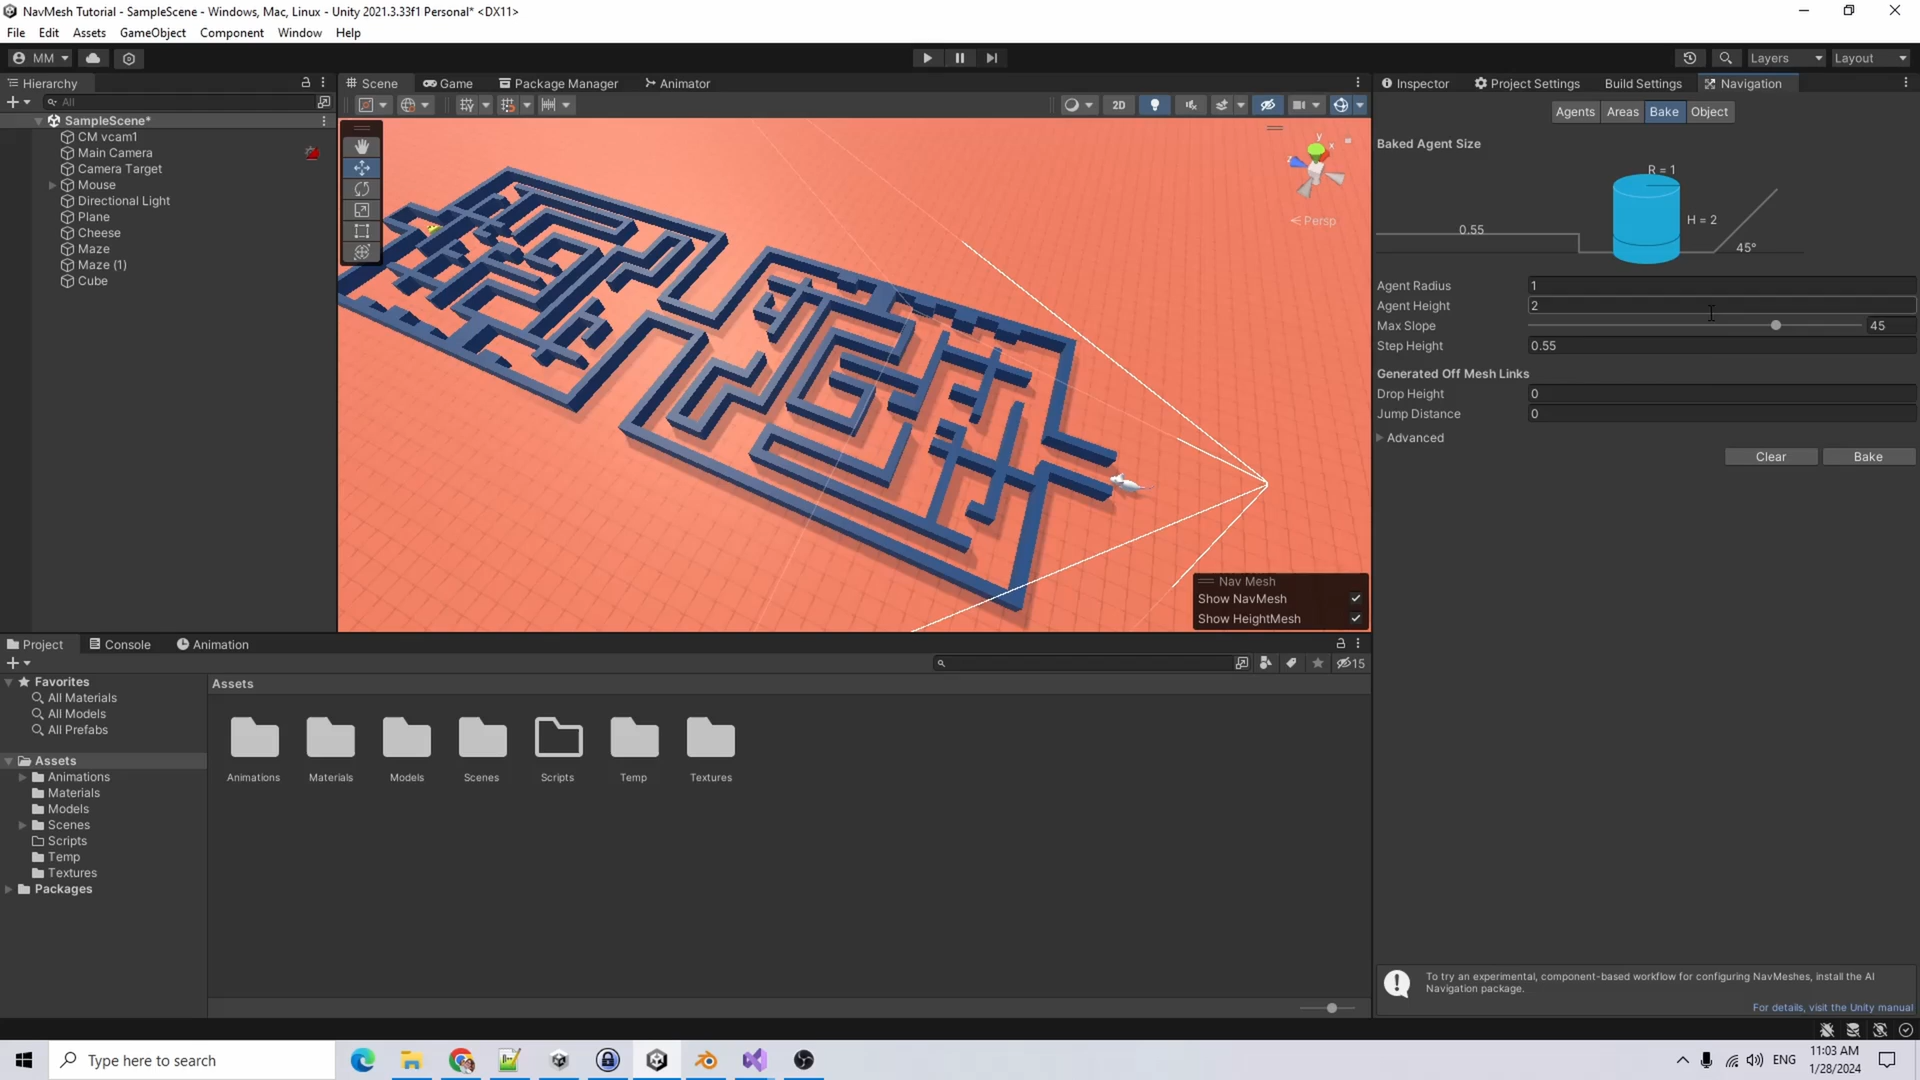 NavMesh Tutorial - SampleScene - Windows, Mac, Linux - Unity 2021.3.33f1 Personal* <DX11>
File Edit Assets GameObject Component Window Help
MM Layers Layout
Hierarchy
All
SampleScene*
CM vcam1
Main Camera
Camera Target
Mouse
Directional Light
Plane
Cheese
Maze
Maze (1)
Cube
Scene Game Package Manager Animator
2D
y
x
z
Persp
Nav Mesh
Show NavMesh
Show HeightMesh
Inspector Project Settings Build Settings Navigation
Agents Areas Bake Object
Baked Agent Size
R = 1
0.55
H = 2
45°
Agent Radius 1
Agent Height 2
Max Slope 45
Step Height 0.55
Generated Off Mesh Links
Drop Height 0
Jump Distance 0
Advanced
Clear Bake
To try an experimental, component-based workflow for configuring NavMeshes, install the AI
Navigation package.
For details, visit the Unity manual
Project Console Animation
15
Favorites
All Materials
All Models
All Prefabs
Assets
Animations
Materials
Models
Scenes
Scripts
Temp
Textures
Packages
Assets
Animations Materials Models Scenes Scripts Temp Textures
Type here to search
ENG
11:03 AM
1/28/2024